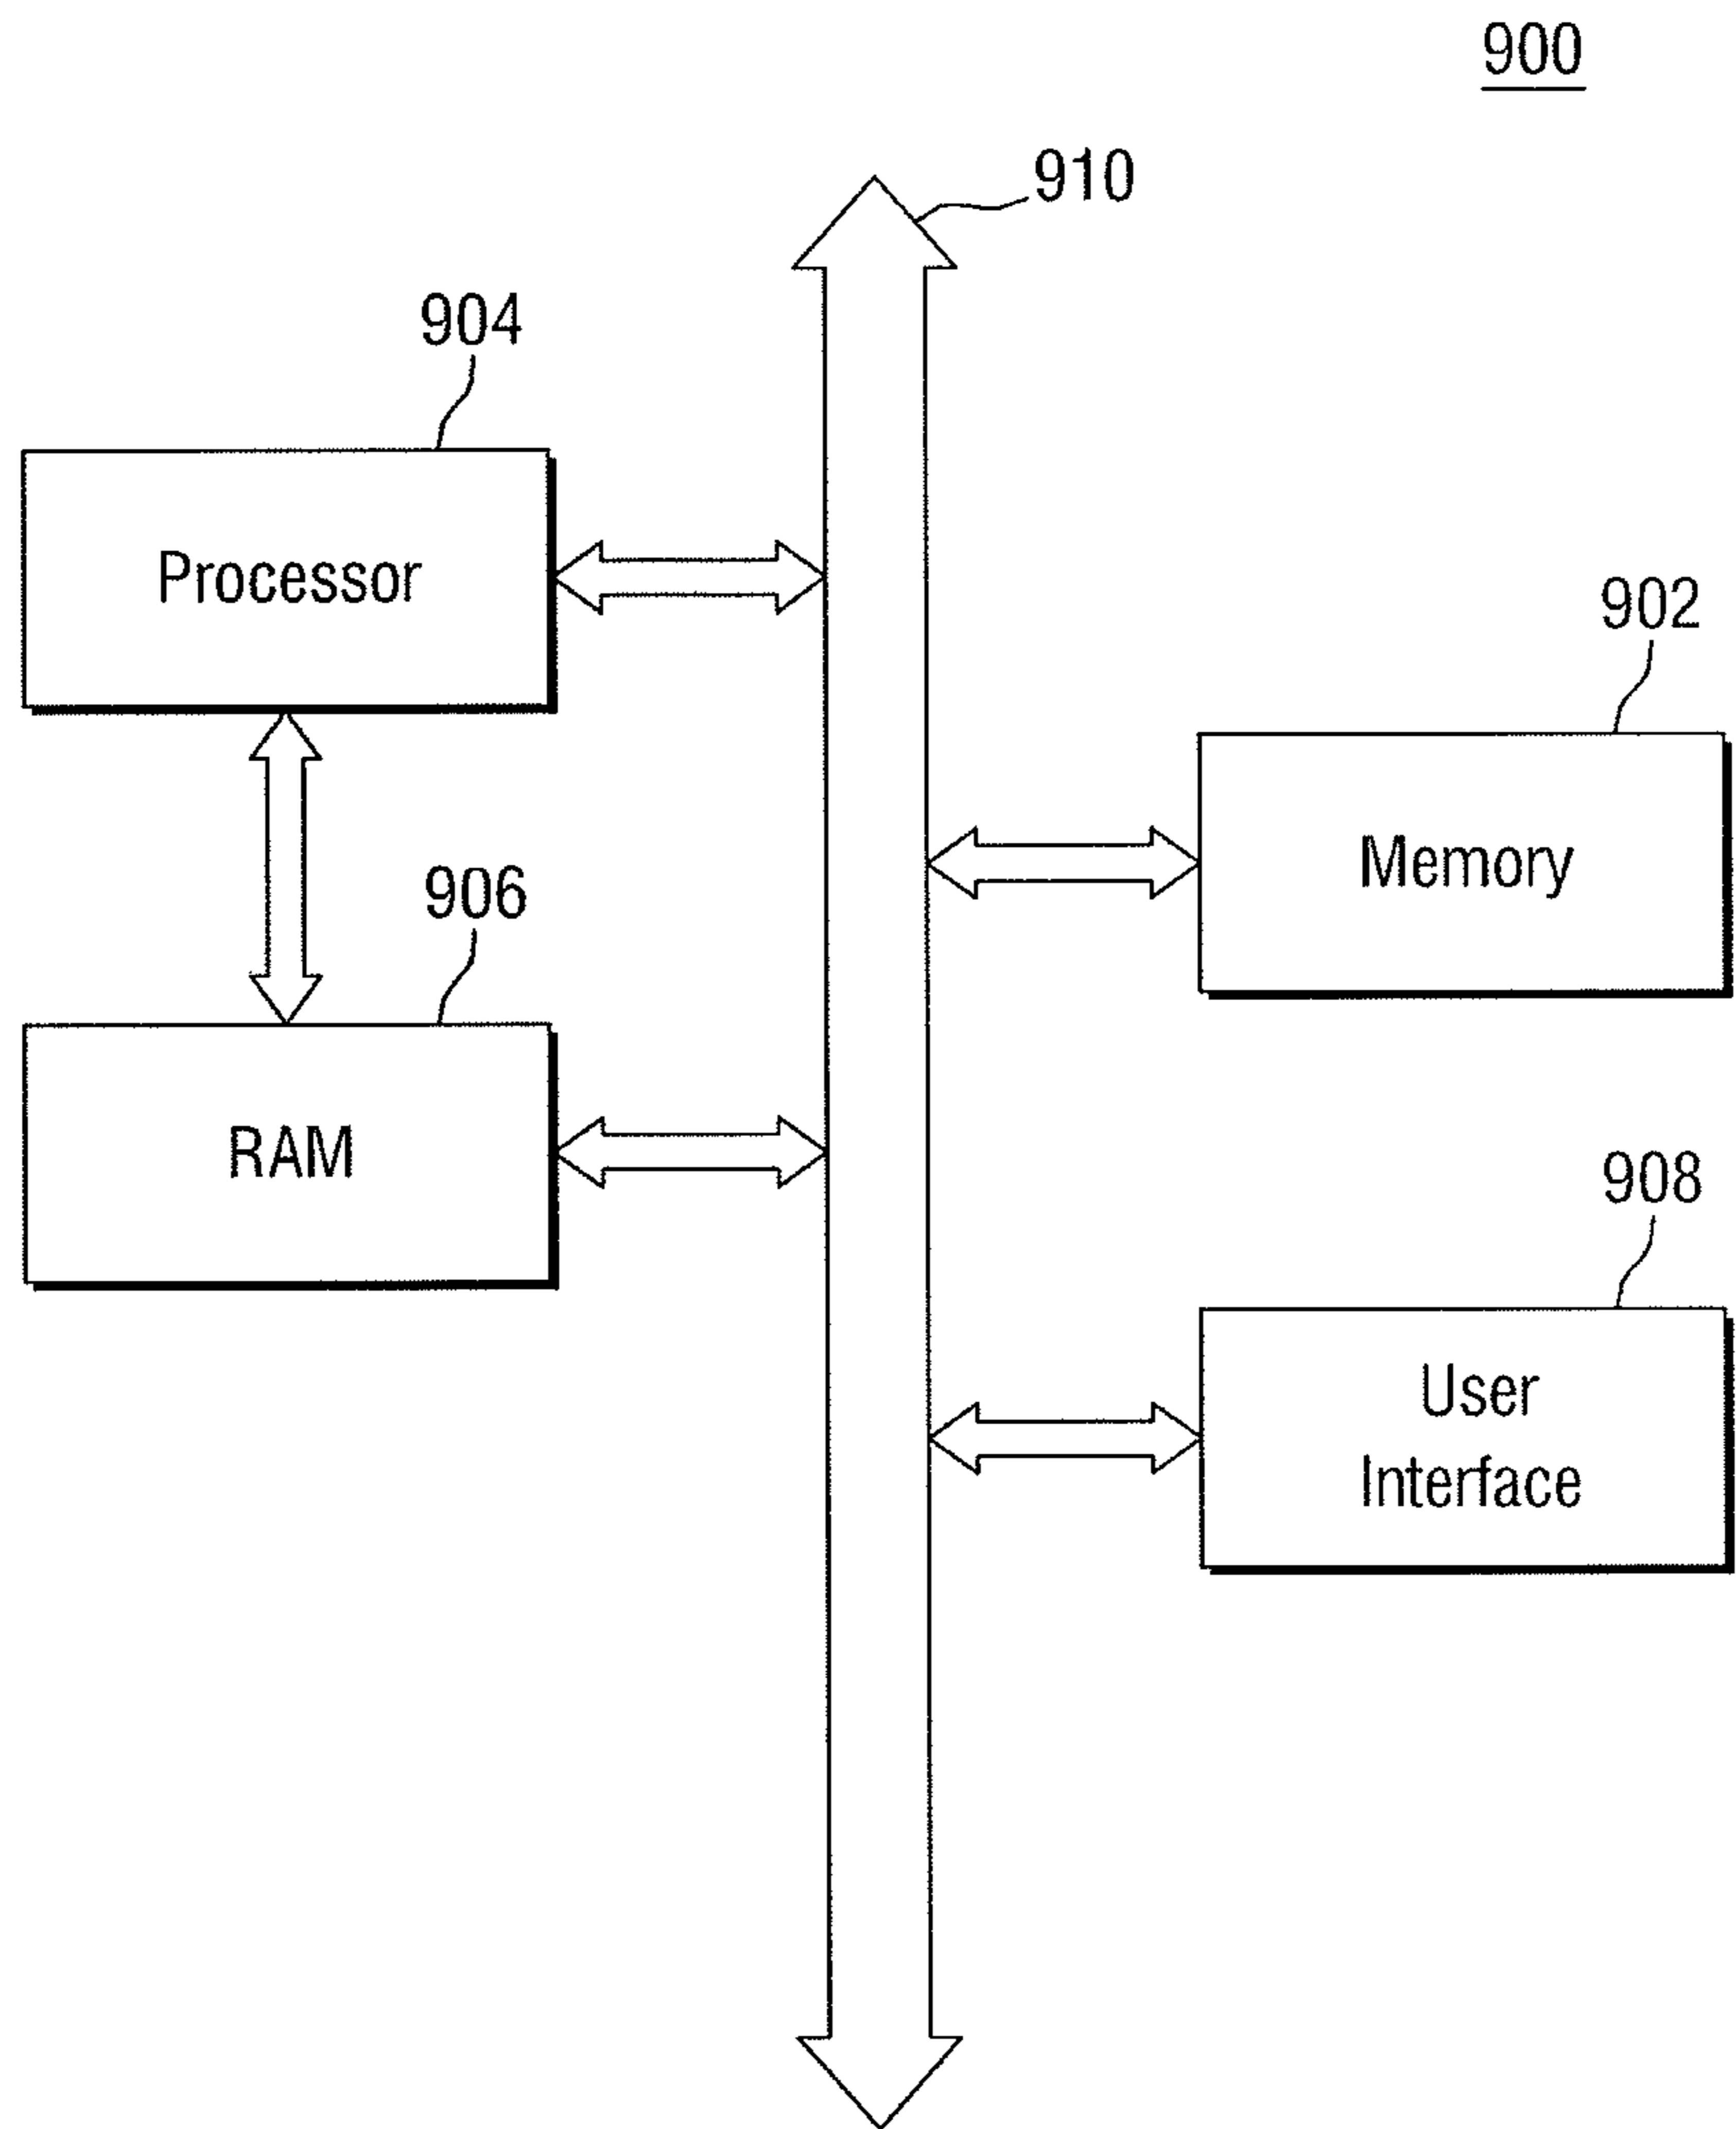 900
910
904
Processor
902
Memory
906
RAM
908
User
Interface